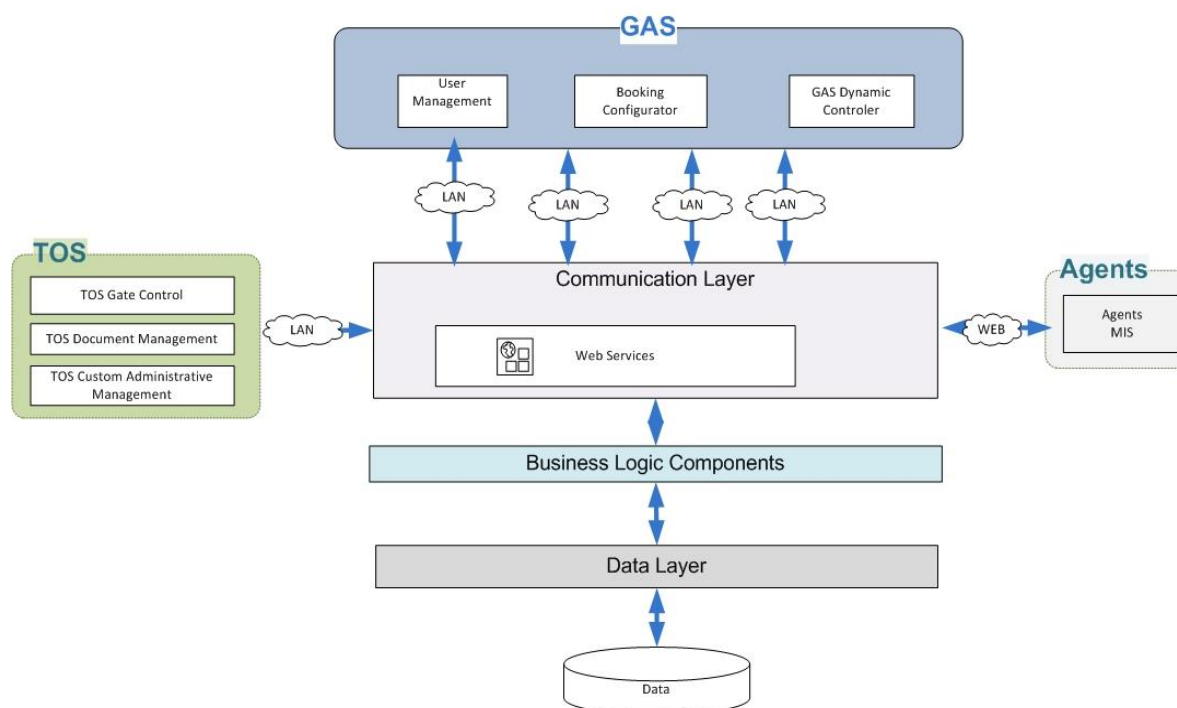 GAS
User
Management
Booking
Configurator
GAS Dynamic
Controler
LAN
LAN
LAN
LAN
TOS
TOS Gate Control
TOS Document Management
TOS Custom Administrative
Management
LAN
Communication Layer
Web Services
WEB
Agents
Agents
MIS
Business Logic Components
Data Layer
Data